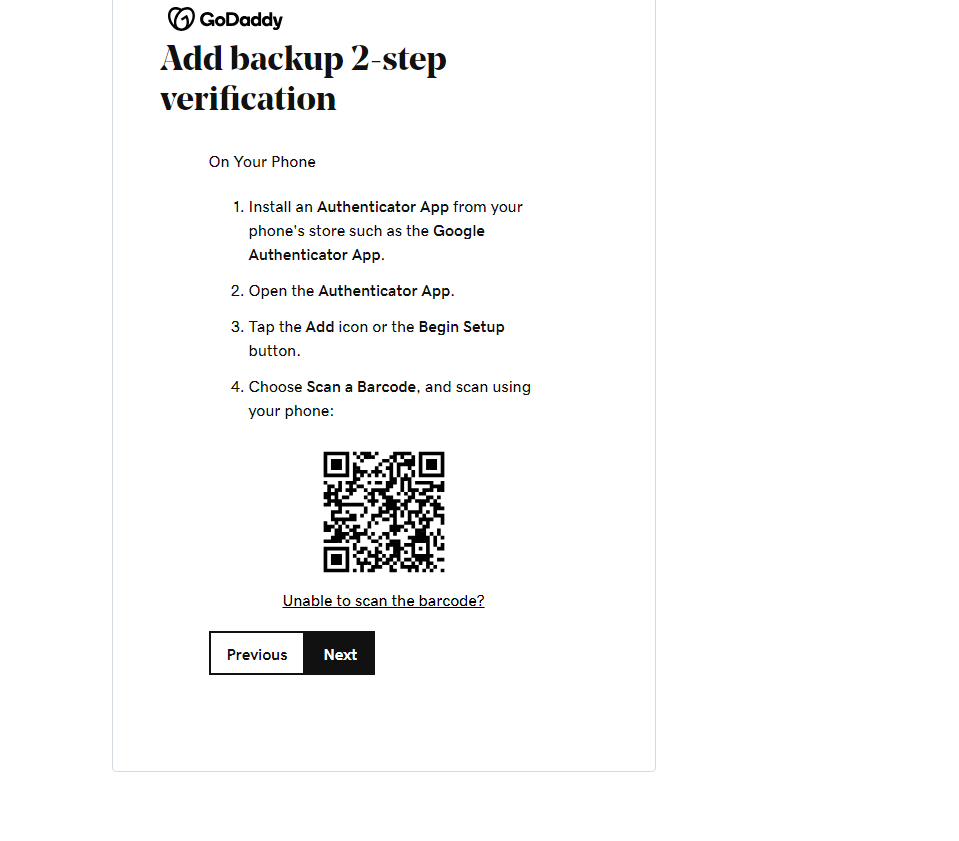 GoDaddy
Add backup 2-step
verification
On Your Phone
1. Install an Authenticator App from your
phone's store such as the Google
Authenticator App.
2. Open the Authenticator App.
3. Tap the Add icon or the Begin Setup
button.
4. Choose Scan a Barcode, and scan using
your phone:
Unable to scan the barcode?
Previous Next